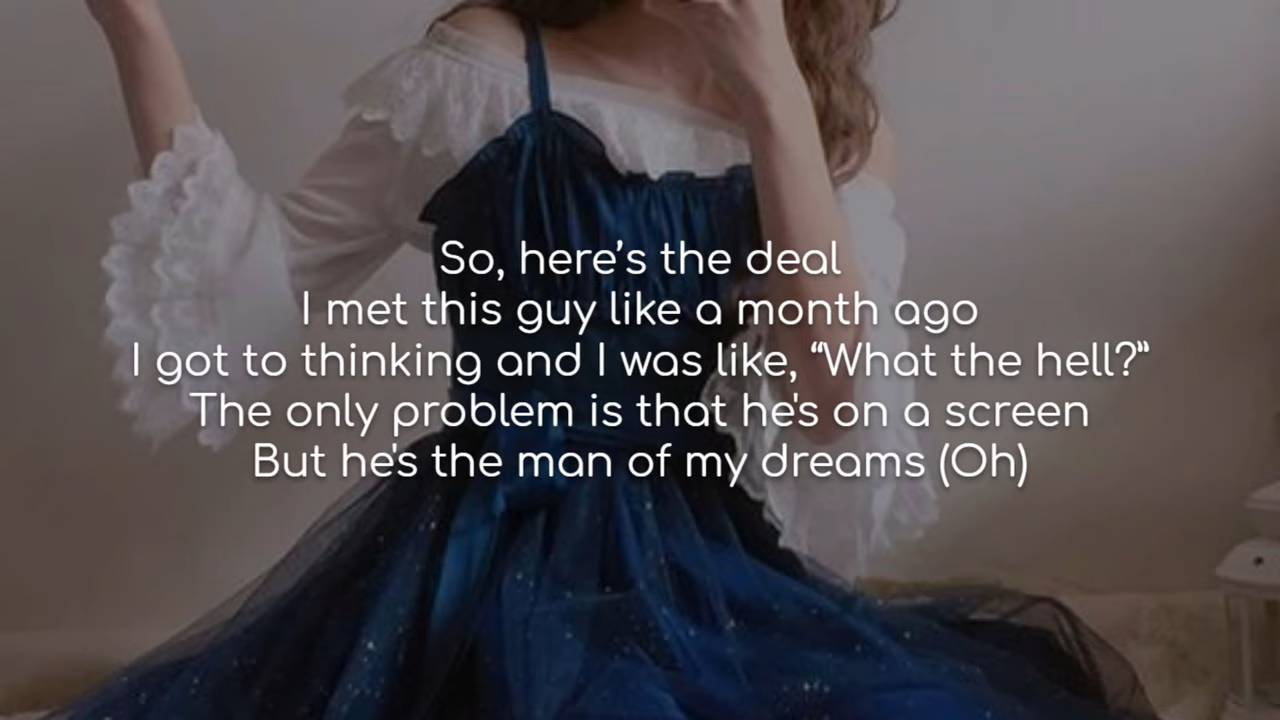 So, here’s the deal
I met this guy like a month ago
I got to thinking and I was like, “What the hell?”
The only problem is that he's on a screen
But he's the man of my dreams (Oh)